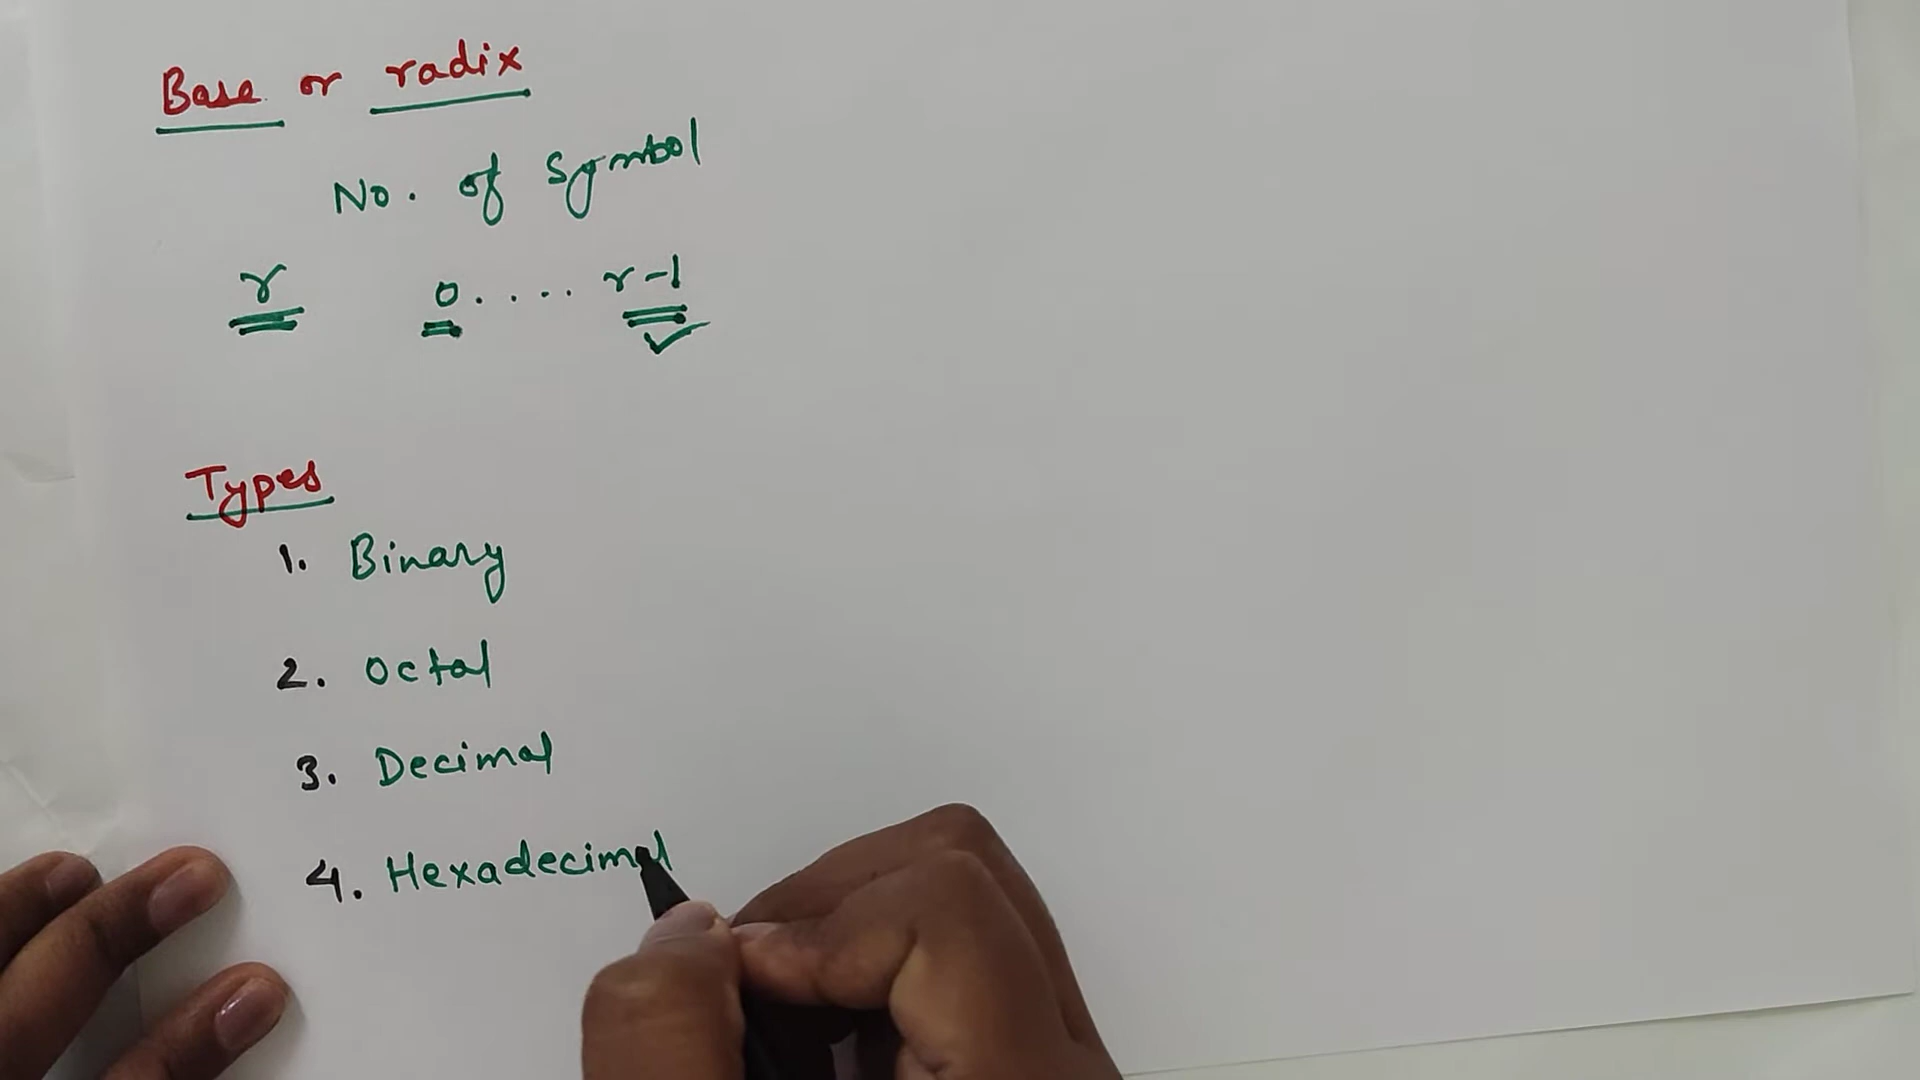 Base or radix
No. of Symbol
r 0.... r-1
Types
1. Binary
2. Octal
3. Decimal
4. Hexadecimal